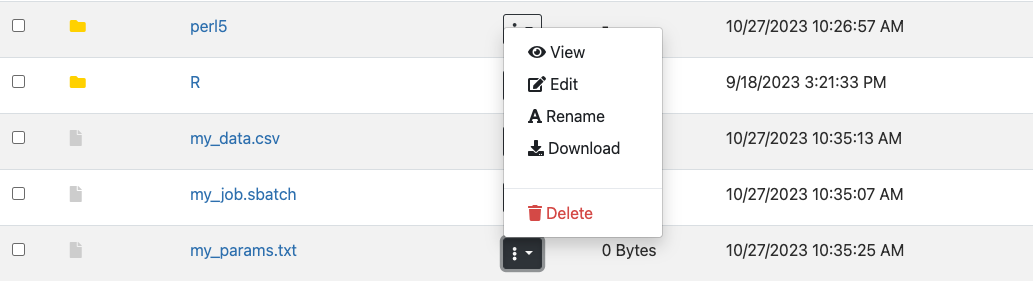 perl5 - 10/27/2023 10:26:57 AM
View
Edit
R 9/18/2023 3:21:33 PM
Rename
my_data.csv 10/27/2023 10:35:13 AM
Download
my_job.sbatch 10/27/2023 10:35:07 AM
Delete
my_params.txt 0 Bytes 10/27/2023 10:35:25 AM